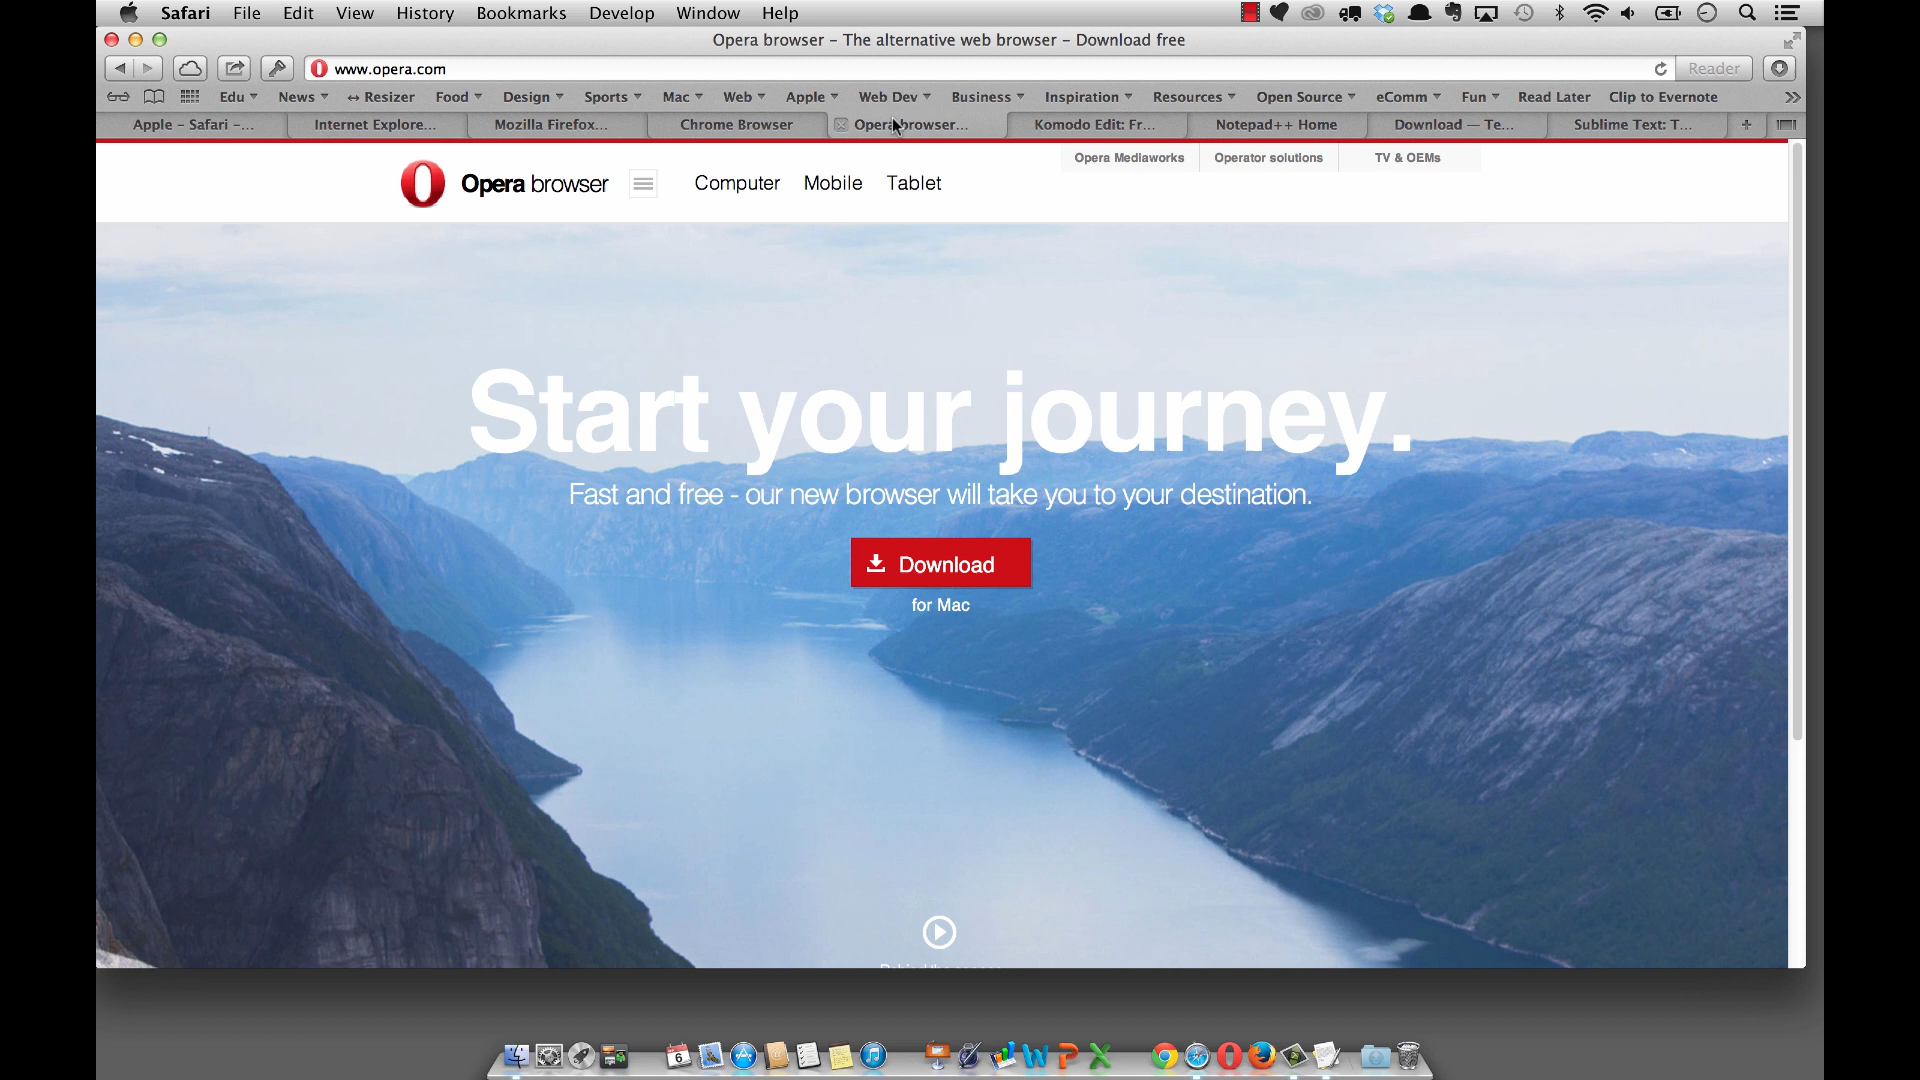 Safari File Edit View History Bookmarks Develop Window Help
Opera browser – The alternative web browser – Download free
www.opera.com
Reader
Edu News ↔ Resizer Food Design Sports Mac Web Apple Web Dev Business Inspiration Resources Open Source eComm Fun Read Later Clip to Evernote
Apple – Safari –... Internet Explore... Mozilla Firefox... Chrome Browser Opera browser... Komodo Edit: Fr... Notepad++ Home Download — Te... Sublime Text: T...
Opera Mediaworks Operator solutions TV & OEMs
Opera browser Computer Mobile Tablet
Start your journey.
Fast and free - our new browser will take you to your destination.
Download
for Mac
6